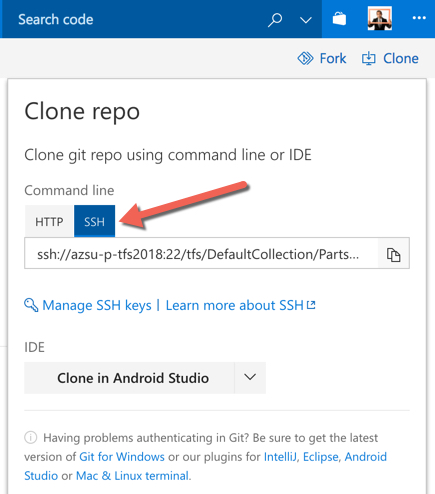 Search code
Fork Clone
Clone repo
Clone git repo using command line or IDE
Command line
HTTP SSH
ssh://azsu-p-tfs2018:22/tfs/DefaultCollection/Parts...
Manage SSH keys | Learn more about SSH
IDE
Clone in Android Studio
Having problems authenticating in Git? Be sure to get the latest
version of Git for Windows or our plugins for IntelliJ, Eclipse, Android
Studio or Mac & Linux terminal.